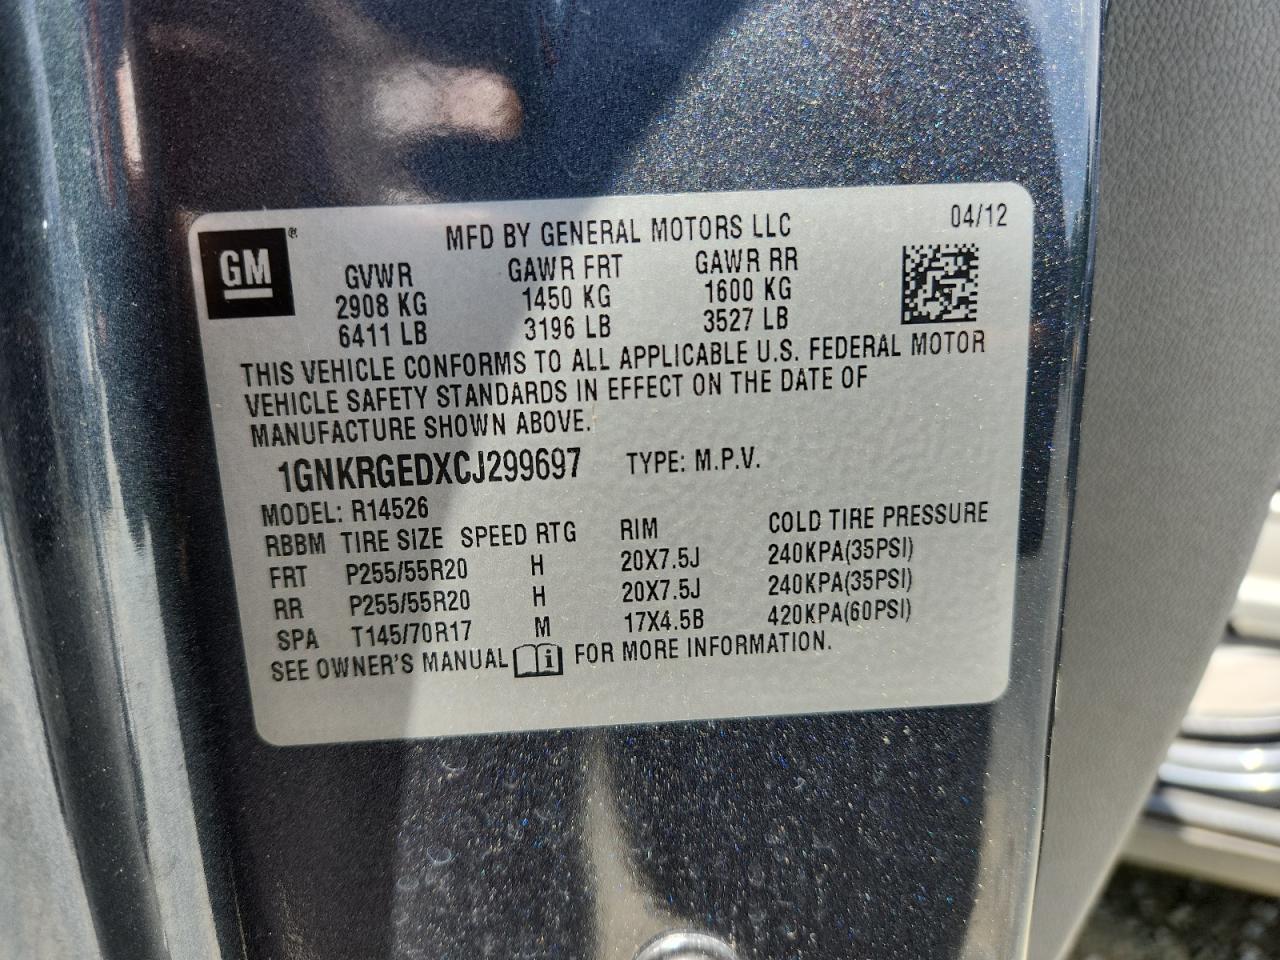 GM ®
MFD BY GENERAL MOTORS LLC 04/12
GVWR GAWR FRT GAWR RR
2908 KG 1450 KG 1600 KG
6411 LB 3196 LB 3527 LB
THIS VEHICLE CONFORMS TO ALL APPLICABLE U.S. FEDERAL MOTOR
VEHICLE SAFETY STANDARDS IN EFFECT ON THE DATE OF
MANUFACTURE SHOWN ABOVE.
1GNKRGEDXCJ299697 TYPE: M.P.V.
MODEL: R14526
RBBM TIRE SIZE SPEED RTG RIM COLD TIRE PRESSURE
FRT P255/55R20 H 20X7.5J 240KPA(35PSI)
RR P255/55R20 H 20X7.5J 240KPA(35PSI)
SPA T145/70R17 M 17X4.5B 420KPA(60PSI)
SEE OWNER'S MANUAL i FOR MORE INFORMATION.